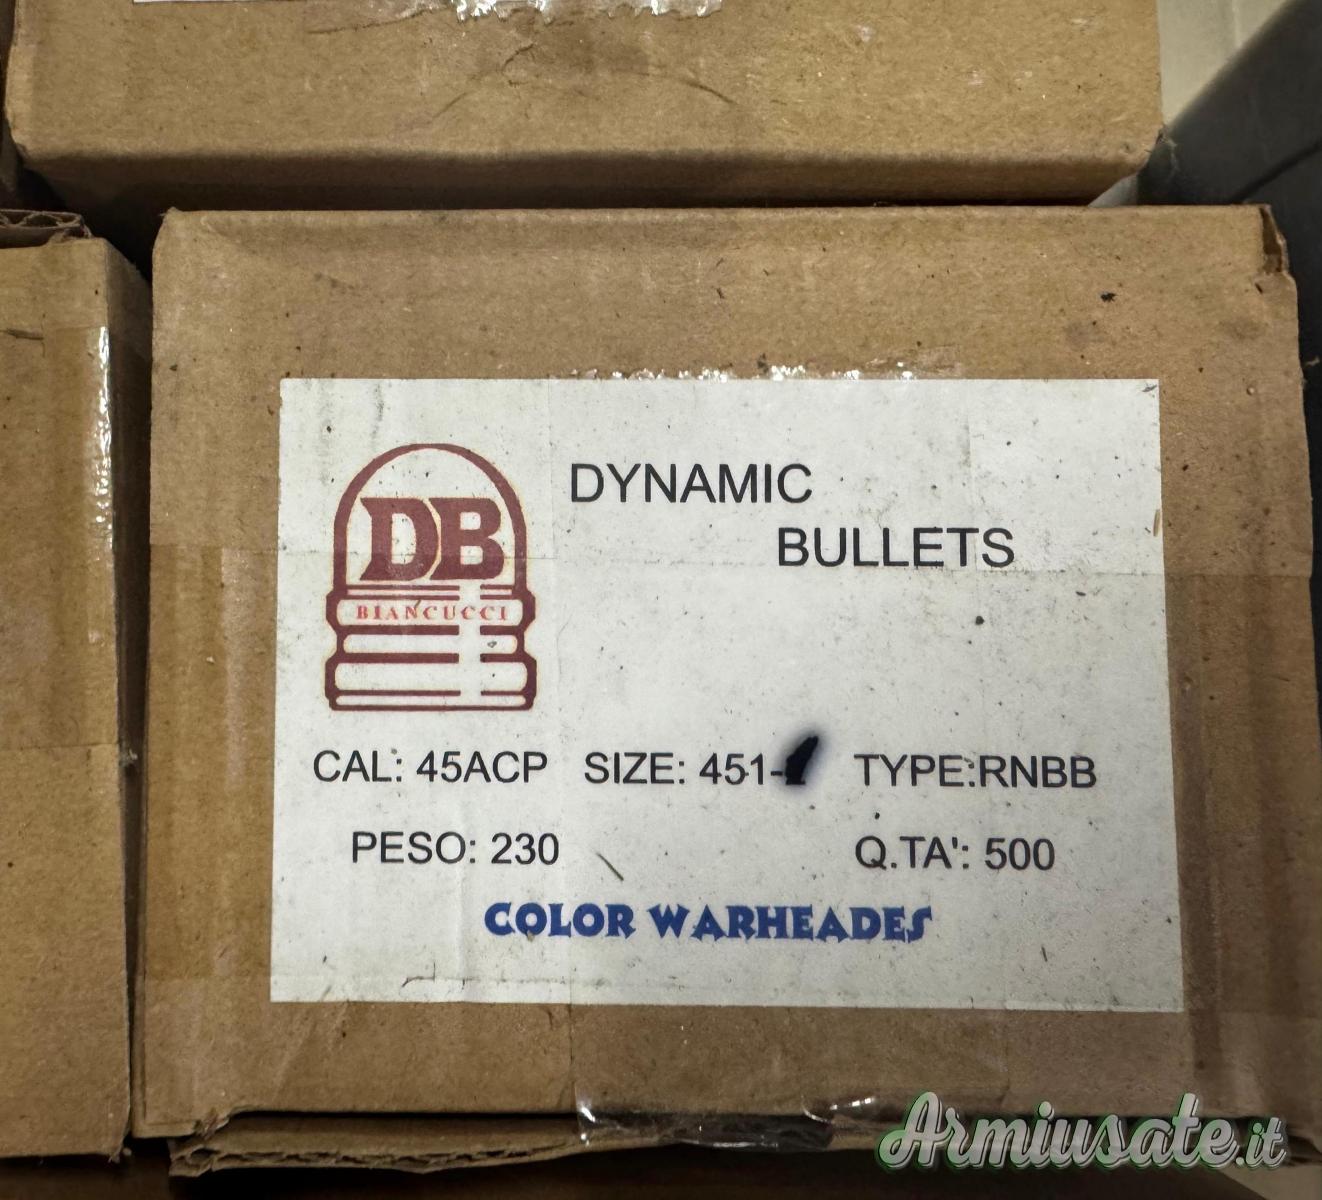 DYNAMIC
BULLETS
DB
BIANCUCCI
CAL: 45ACP SIZE: 451- TYPE:RNBB
PESO: 230 Q.TA': 500
COLOR WARHEADES
Armiusate.it